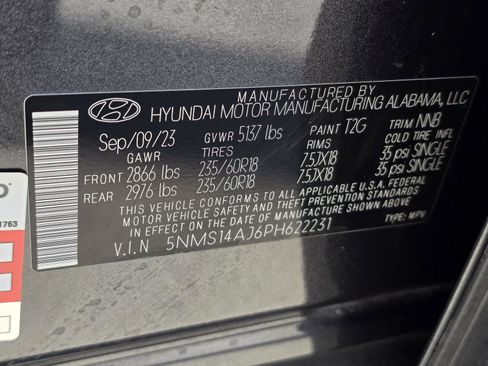 MANUFACTURED BY
HYUNDAI MOTOR MANUFACTURING ALABAMA, LLC
Sep/09/23 GVWR 5137 lbs PAINT T2G TRIM NNB
GAWR TIRES RIMS COLD TIRE INFL
FRONT 2866 lbs 235/60R18 7.5JX18 35 psi SINGLE
REAR 2976 lbs 235/60R18 7.5JX18 35 psi SINGLE
THIS VEHICLE CONFORMS TO ALL APPLICABLE U.S.A. FEDERAL
MOTOR VEHICLE SAFETY AND THEFT PREVENTION STANDARDS
IN EFFECT ON THE DATE OF MANUFACTURE SHOWN ABOVE.
V.I.N 5NMS14AJ6PH622231 TYPE: MPV
1763